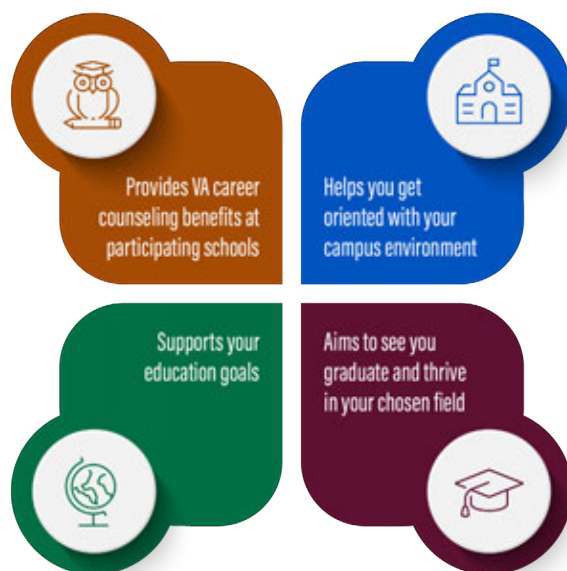 Provides VA career
counseling benefits at
participating schools
Helps you get
oriented with your
campus environment
Supports your
education goals
Aims to see you
graduate and thrive
in your chosen field